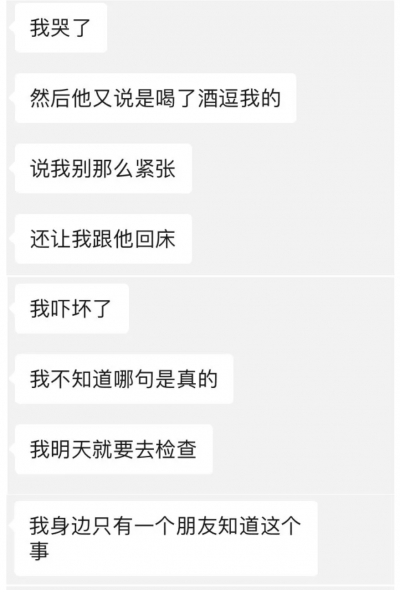 我哭了
然后他又说是喝了酒逗我的
说我别那么紧张
还让我跟他回床
我吓坏了
我不知道哪句是真的
我明天就要去检查
我身边只有一个朋友知道这个
事